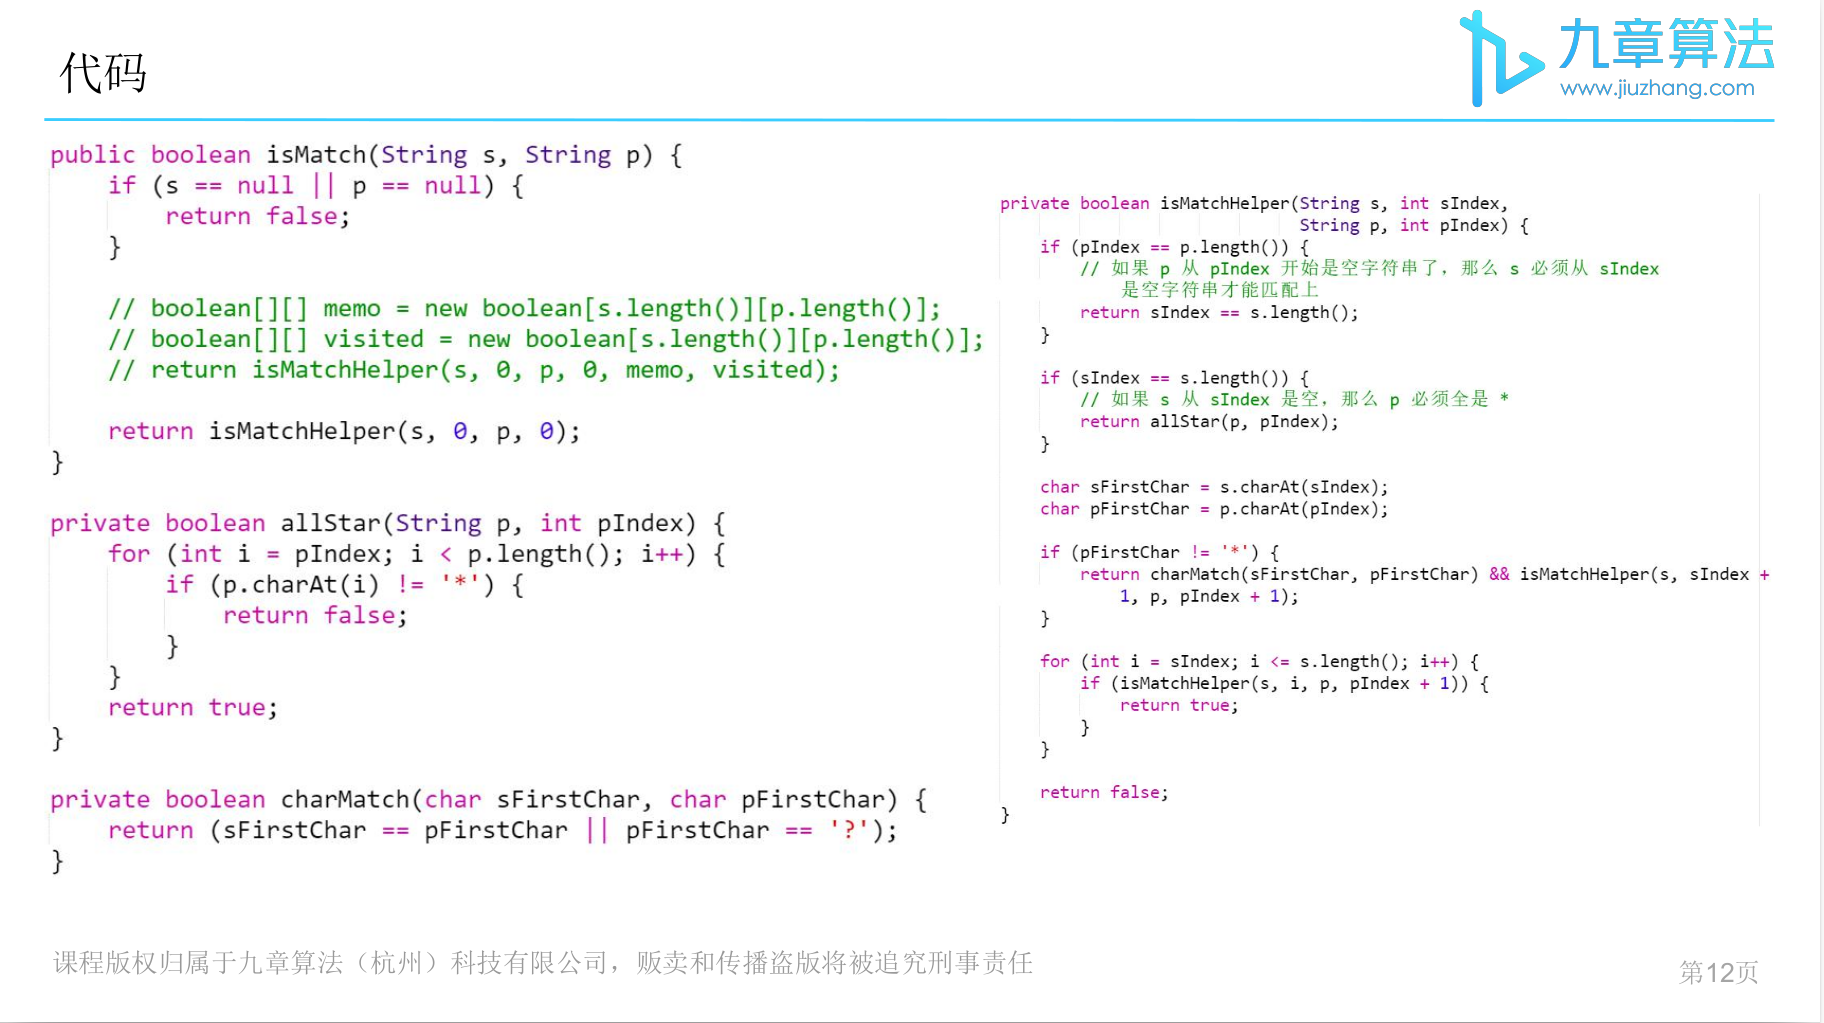 代码
九章算法
www.jiuzhang.com
public boolean isMatch(String s, String p) {
    if (s == null || p == null) {
        return false;
    }

    // boolean[][] memo = new boolean[s.length()][p.length()];
    // boolean[][] visited = new boolean[s.length()][p.length()];
    // return isMatchHelper(s, 0, p, 0, memo, visited);

    return isMatchHelper(s, 0, p, 0);
}

private boolean allStar(String p, int pIndex) {
    for (int i = pIndex; i < p.length(); i++) {
        if (p.charAt(i) != '*') {
            return false;
        }
    }
    return true;
}

private boolean charMatch(char sFirstChar, char pFirstChar) {
    return (sFirstChar == pFirstChar || pFirstChar == '?');
}
private boolean isMatchHelper(String s, int sIndex,
                              String p, int pIndex) {
    if (pIndex == p.length()) {
        // 如果 p 从 pIndex 开始是空字符串了，那么 s 必须从 sIndex
            是空字符串才能匹配上
        return sIndex == s.length();
    }

    if (sIndex == s.length()) {
        // 如果 s 从 sIndex 是空，那么 p 必须全是 *
        return allStar(p, pIndex);
    }

    char sFirstChar = s.charAt(sIndex);
    char pFirstChar = p.charAt(pIndex);

    if (pFirstChar != '*') {
        return charMatch(sFirstChar, pFirstChar) && isMatchHelper(s, sIndex +
            1, p, pIndex + 1);
    }

    for (int i = sIndex; i <= s.length(); i++) {
        if (isMatchHelper(s, i, p, pIndex + 1)) {
            return true;
        }
    }

    return false;
}
课程版权归属于九章算法（杭州）科技有限公司，贩卖和传播盗版将被追究刑事责任
第12页